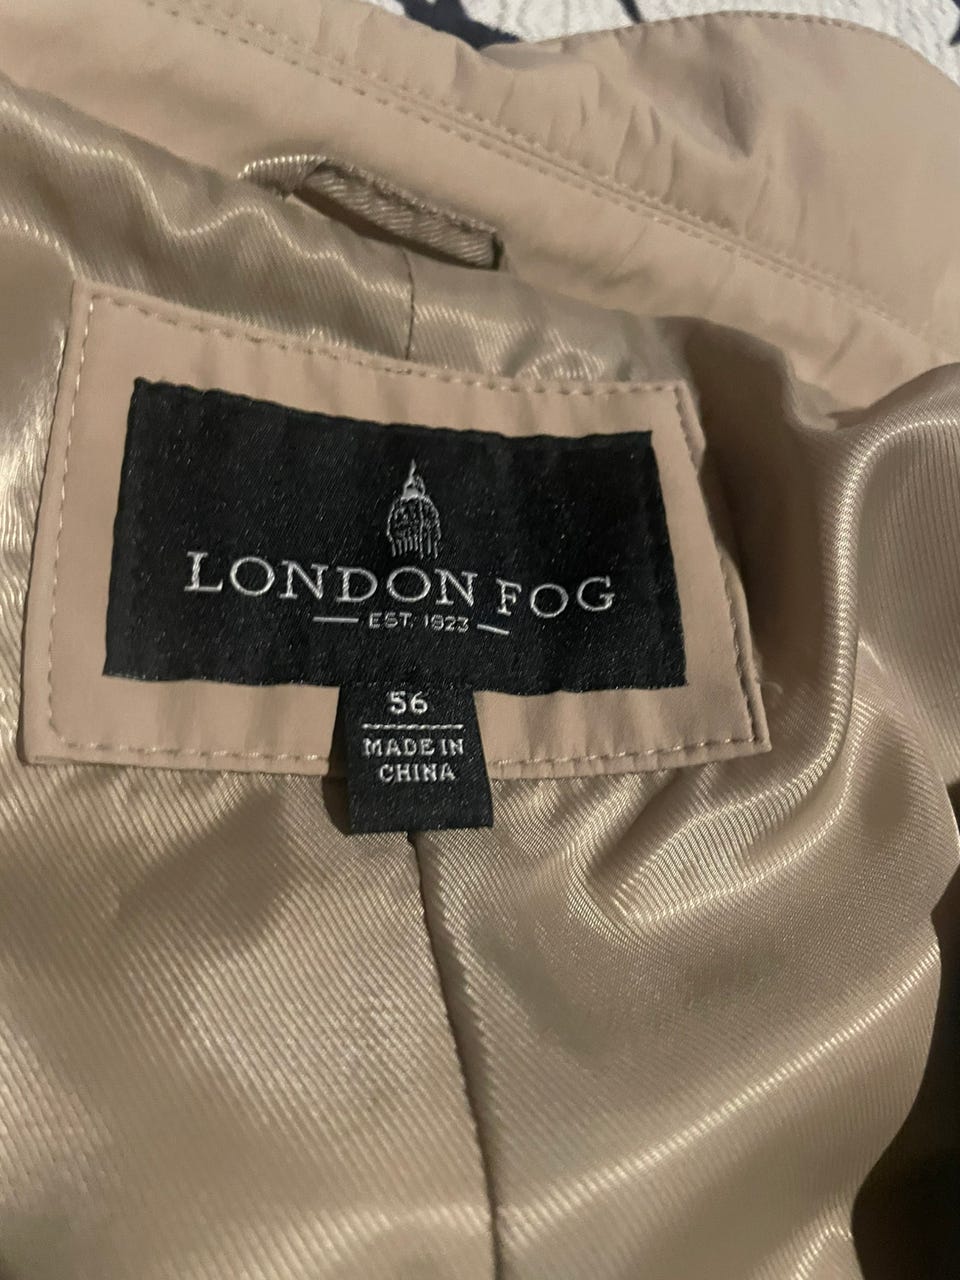 LONDON FOG
EST. 1923
56
MADE IN
CHINA